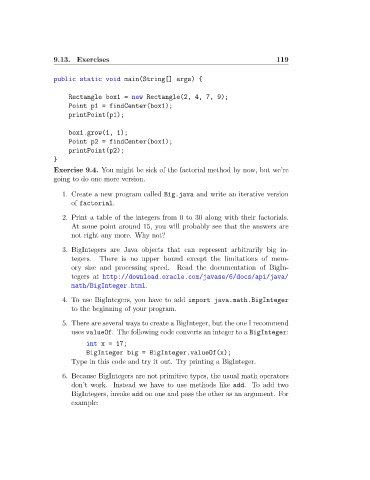 9.13. Exercises 119
public static void main(String[] args) {
Rectangle box1 = new Rectangle(2, 4, 7, 9);
Point p1 = findCenter(box1);
printPoint(p1);
box1.grow(1, 1);
Point p2 = findCenter(box1);
printPoint(p2);
}
Exercise 9.4. You might be sick of the factorial method by now, but we're
going to do one more version.
1. Create a new program called Big.java and write an iterative version
of factorial.
2. Print a table of the integers from 0 to 30 along with their factorials.
At some point around 15, you will probably see that the answers are
not right any more. Why not?
3. BigIntegers are Java objects that can represent arbitrarily big in-
tegers. There is no upper bound except the limitations of mem-
ory size and processing speed. Read the documentation of BigIn-
tegers at http://download.oracle.com/javase/6/docs/api/java/
math/BigInteger.html.
4. To use BigIntegers, you have to add import java.math.BigInteger
to the beginning of your program.
5. There are several ways to create a BigInteger, but the one I recommend
uses valueOf. The following code converts an integer to a BigInteger:
int x = 17;
BigInteger big = BigInteger.valueOf(x);
Type in this code and try it out. Try printing a BigInteger.
6. Because BigIntegers are not primitive types, the usual math operators
don't work. Instead we have to use methods like add. To add two
BigIntegers, invoke add on one and pass the other as an argument. For
example: